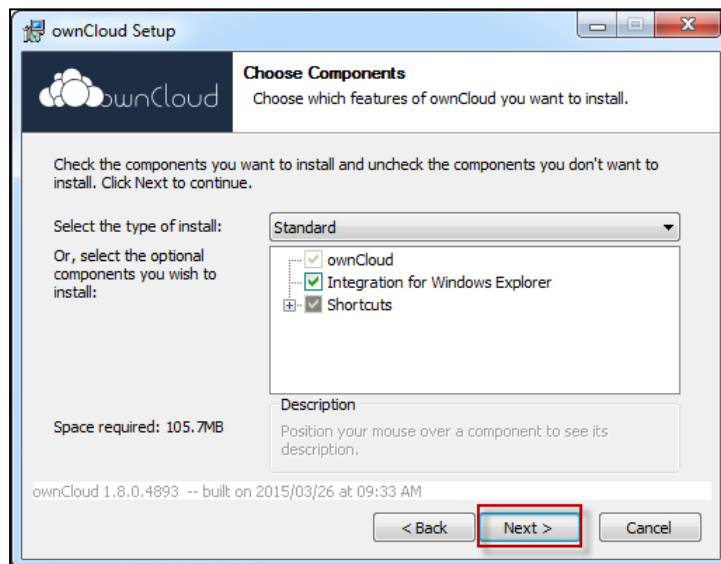 ownCloud Setup
ownCloud
Choose Components
Choose which features of ownCloud you want to install.
Check the components you want to install and uncheck the components you don't want to
install. Click Next to continue.
Select the type of install:
Standard
Or, select the optional
components you wish to
install:
ownCloud
Integration for Windows Explorer
Shortcuts
Space required: 105.7MB
Description
Position your mouse over a component to see its
description.
ownCloud 1.8.0.4893 -- built on 2015/03/26 at 09:33 AM
< Back
Next >
Cancel